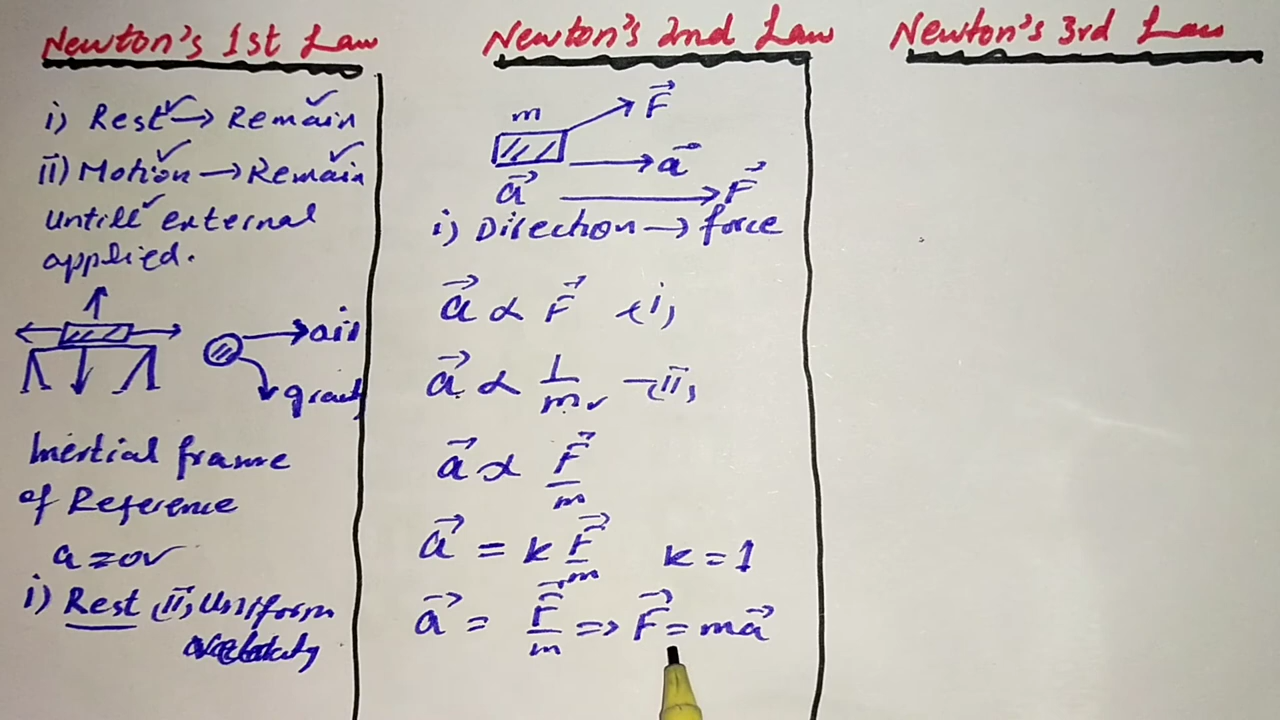 Newton's 1st Law
i) Rest → Remain
ii) Motion → Remain
Untill external
applied.
air
Inertial frame
of Reference
a = 0
i) Rest (ii) Uniform
Newton's 2nd Law
m
F⃗
a⃗
a⃗ → F⃗
i) Direction → force
a⃗ ∝ F⃗ (i)
a⃗ ∝ 1/m (ii)
a⃗ ∝ F⃗/m
a⃗ = k F⃗/m k = 1
a⃗ = F⃗/m => F⃗ = ma⃗
Newton's 3rd Law